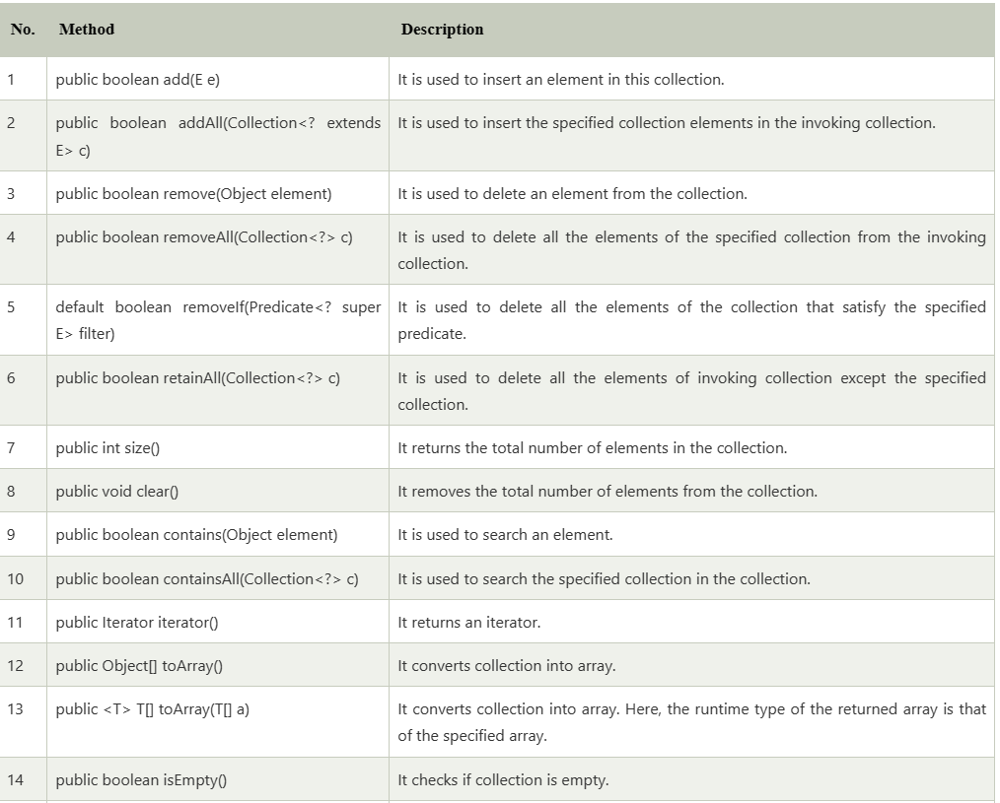 No. Method Description
1 public boolean add(E e) It is used to insert an element in this collection.
2 public boolean addAll(Collection<? extends It is used to insert the specified collection elements in the invoking collection.
E> c)
3 public boolean remove(Object element) It is used to delete an element from the collection.
4 public boolean removeAll(Collection<?> c) It is used to delete all the elements of the specified collection from the invoking
collection.
5 default boolean removeIf(Predicate<? super It is used to delete all the elements of the collection that satisfy the specified
E> filter) predicate.
6 public boolean retainAll(Collection<?> c) It is used to delete all the elements of invoking collection except the specified
collection.
7 public int size() It returns the total number of elements in the collection.
8 public void clear() It removes the total number of elements from the collection.
9 public boolean contains(Object element) It is used to search an element.
10 public boolean containsAll(Collection<?> c) It is used to search the specified collection in the collection.
11 public Iterator iterator() It returns an iterator.
12 public Object[] toArray() It converts collection into array.
13 public <T> T[] toArray(T[] a) It converts collection into array. Here, the runtime type of the returned array is that
of the specified array.
14 public boolean isEmpty() It checks if collection is empty.